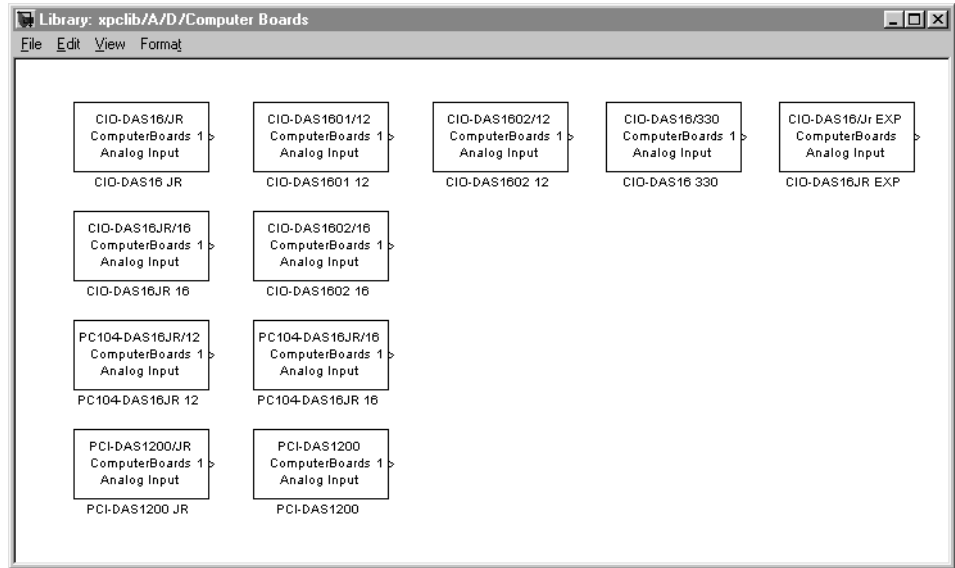 Library: xpclib/A/D/Computer Boards
File Edit View Format
CIO-DAS16/JR
ComputerBoards 1
Analog Input
CIO-DAS16 JR
CIO-DAS1601/12
ComputerBoards 1
Analog Input
CIO-DAS1601 12
CIO-DAS1602/12
ComputerBoards 1
Analog Input
CIO-DAS1602 12
CIO-DAS16/330
ComputerBoards 1
Analog Input
CIO-DAS16 330
CIO-DAS16/Jr EXP
ComputerBoards
Analog Input
CIO-DAS16JR EXP
CIO-DAS16JR/16
ComputerBoards 1
Analog Input
CIO-DAS16JR 16
CIO-DAS1602/16
ComputerBoards 1
Analog Input
CIO-DAS1602 16
PC104-DAS16JR/12
ComputerBoards 1
Analog Input
PC104-DAS16JR 12
PC104-DAS16JR/16
ComputerBoards 1
Analog Input
PC104-DAS16JR 16
PCI-DAS1200/JR
ComputerBoards 1
Analog Input
PCI-DAS1200 JR
PCI-DAS1200
ComputerBoards 1
Analog Input
PCI-DAS1200